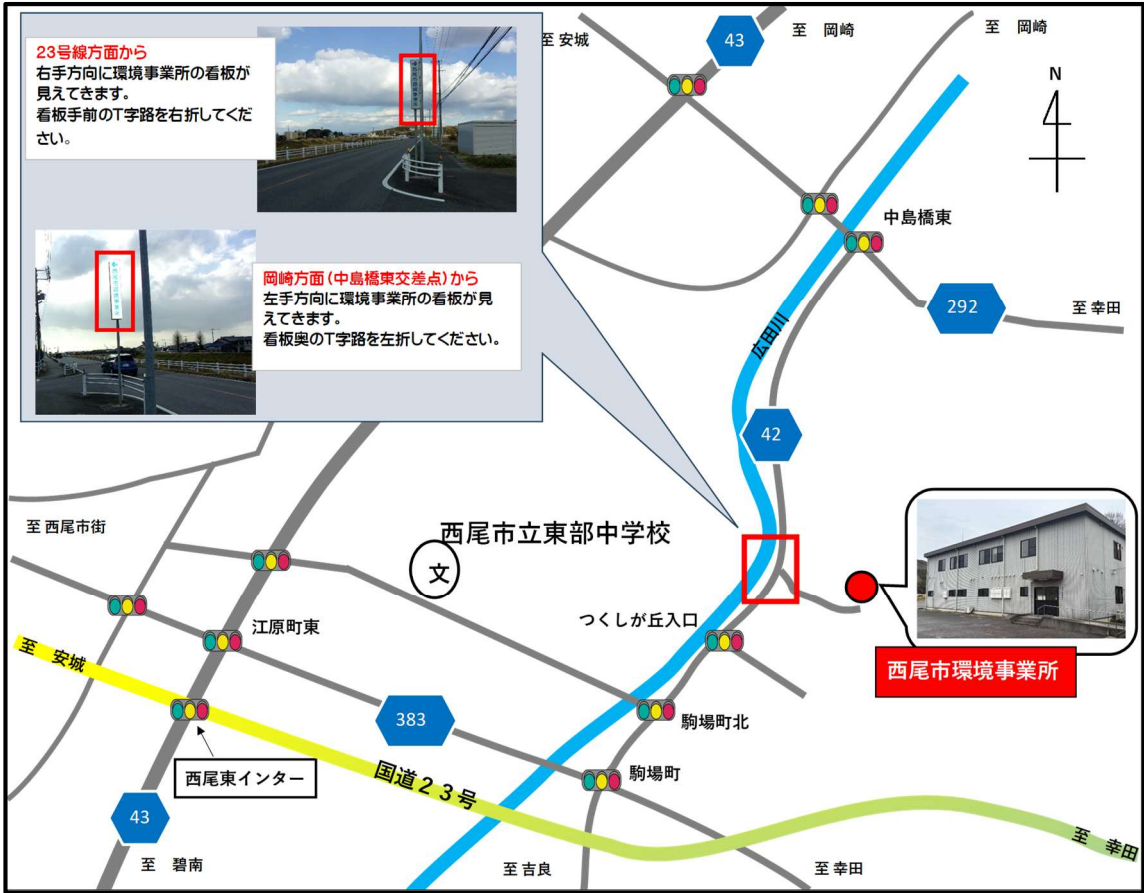 23号線方面から
右手方向に環境事業所の看板が
見えてきます。
看板手前のT字路を右折してくだ
さい。
岡崎方面(中島橋東交差点)から
左手方向に環境事業所の看板が見
えてきます。
看板奥のT字路を左折してください。
至 安城
43
至 岡崎
至 岡崎
N
中島橋東
292
至 幸田
広田川
42
至 西尾市街
西尾市立東部中学校
文
つくしが丘入口
江原町東
至 安城
西尾市環境事業所
383
駒場町北
西尾東インター
国道23号
駒場町
43
至 碧南
至 吉良
至 幸田
至 幸田